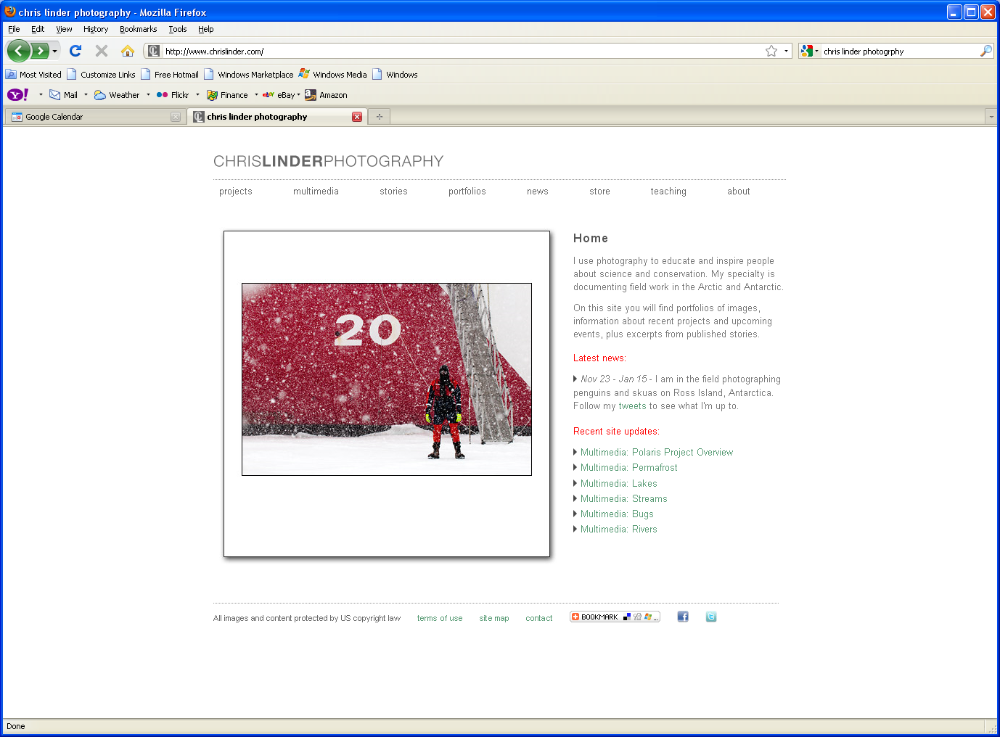 chris linder photography - Mozilla Firefox
File Edit View History Bookmarks Tools Help
http://www.chrislinder.com/ chris linder photogrphy
Most Visited Customize Links Free Hotmail Windows Marketplace Windows Media Windows
Y! Mail Weather Flickr Finance eBay Amazon
Google Calendar chris linder photography
CHRISLINDERPHOTOGRAPHY
projects multimedia stories portfolios news store teaching about
20
Home
I use photography to educate and inspire people
about science and conservation. My specialty is
documenting field work in the Arctic and Antarctic.
On this site you will find portfolios of images,
information about recent projects and upcoming
events, plus excerpts from published stories.
Latest news:
Nov 23 - Jan 15 - I am in the field photographing
penguins and skuas on Ross Island, Antarctica.
Follow my tweets to see what I'm up to.
Recent site updates:
Multimedia: Polaris Project Overview
Multimedia: Permafrost
Multimedia: Lakes
Multimedia: Streams
Multimedia: Bugs
Multimedia: Rivers
All images and content protected by US copyright law terms of use site map contact BOOKMARK ...
Done